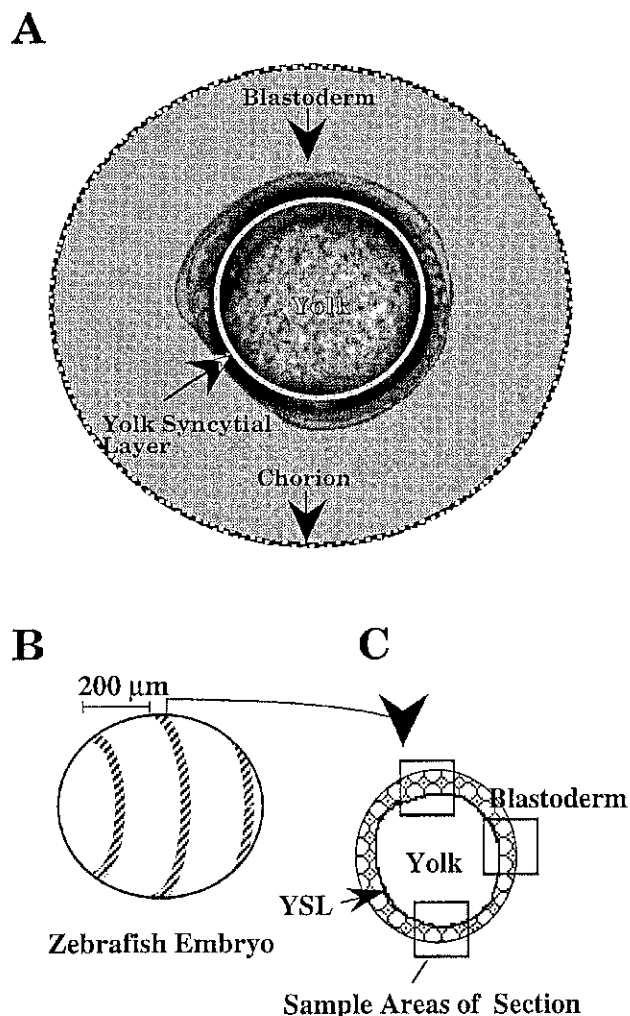 A
Blastoderm
Yolk
Yolk Syncytial
Layer
Chorion
B
C
200 μm
Blastoderm
Yolk
YSL
Zebrafish Embryo
Sample Areas of Section